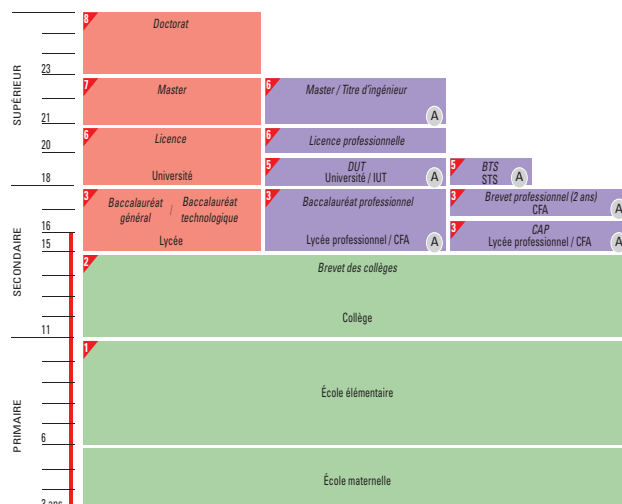 SUPÉRIEUR
SECONDAIRE
PRIMAIRE
23
21
20
18
16
15
11
6
8
Doctorat
7
Master
6
Master / Titre d'ingénieur
A
6
Licence
Université
6
Licence professionnelle
5
DUT
Université / IUT
A
5
BTS
STS
A
3
Baccalauréat général / Baccalauréat technologique
Lycée
3
Baccalauréat professionnel
Lycée professionnel / CFA
A
3
Brevet professionnel (2 ans)
CFA
A
3
CAP
Lycée professionnel / CFA
A
2
Brevet des collèges
Collège
1
École élémentaire
École maternelle